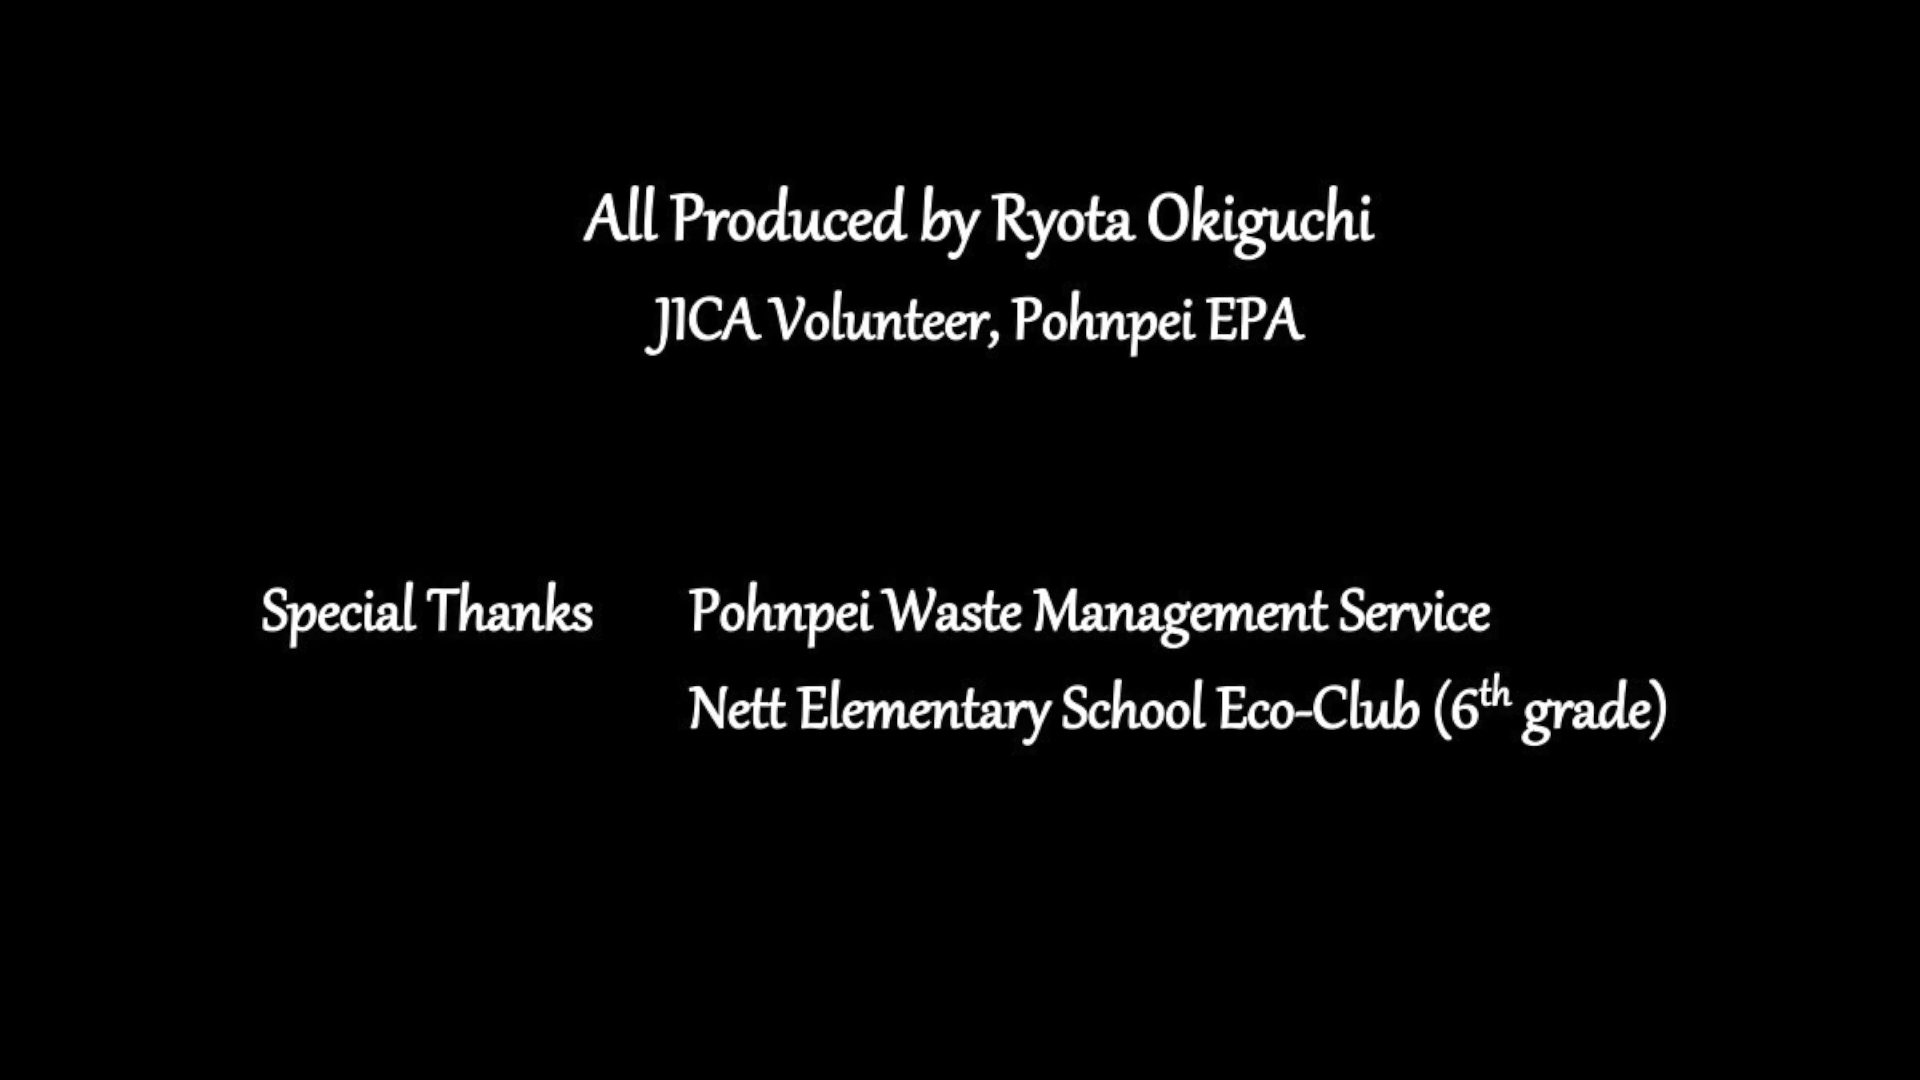 All Produced by Ryota Okiguchi
JICA Volunteer, Pohnpei EPA
Special Thanks Pohnpei Waste Management Service
Nett Elementary School Eco-Club (6th grade)